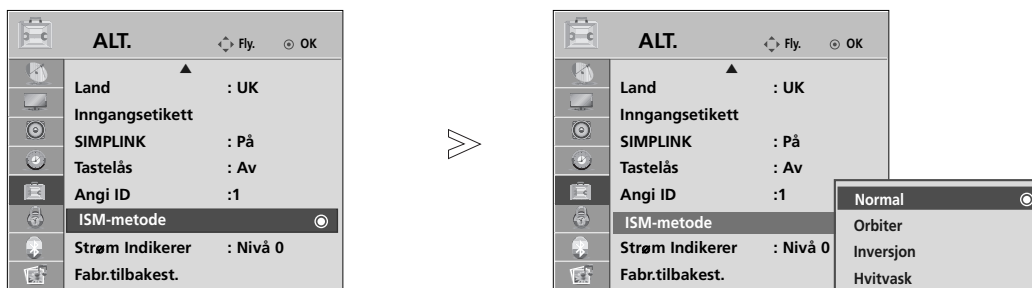 ALT. Fly. OK
Land : UK
Inngangsetikett
SIMPLINK : På
Tastelås : Av
Angi ID :1
ISM-metode
Strøm Indikerer : Nivå 0
Fabr.tilbakest.
ALT. Fly. OK
Land : UK
Inngangsetikett
SIMPLINK : På
Tastelås : Av
Angi ID :1
ISM-metode
Strøm Indikerer : Nivå 0
Fabr.tilbakest.
Normal
Orbiter
Inversjon
Hvitvask